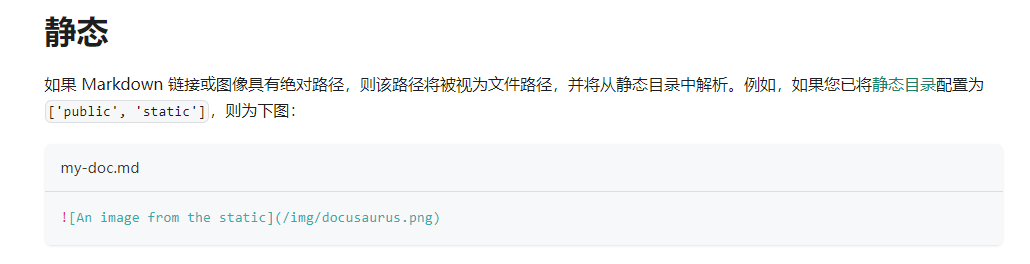 静态
如果 Markdown 链接或图像具有绝对路径，则该路径将被视为文件路径，并将从静态目录中解析。例如，如果您已将静态目录配置为
['public', 'static']，则为下图：
my-doc.md
![An image from the static](/img/docusaurus.png)